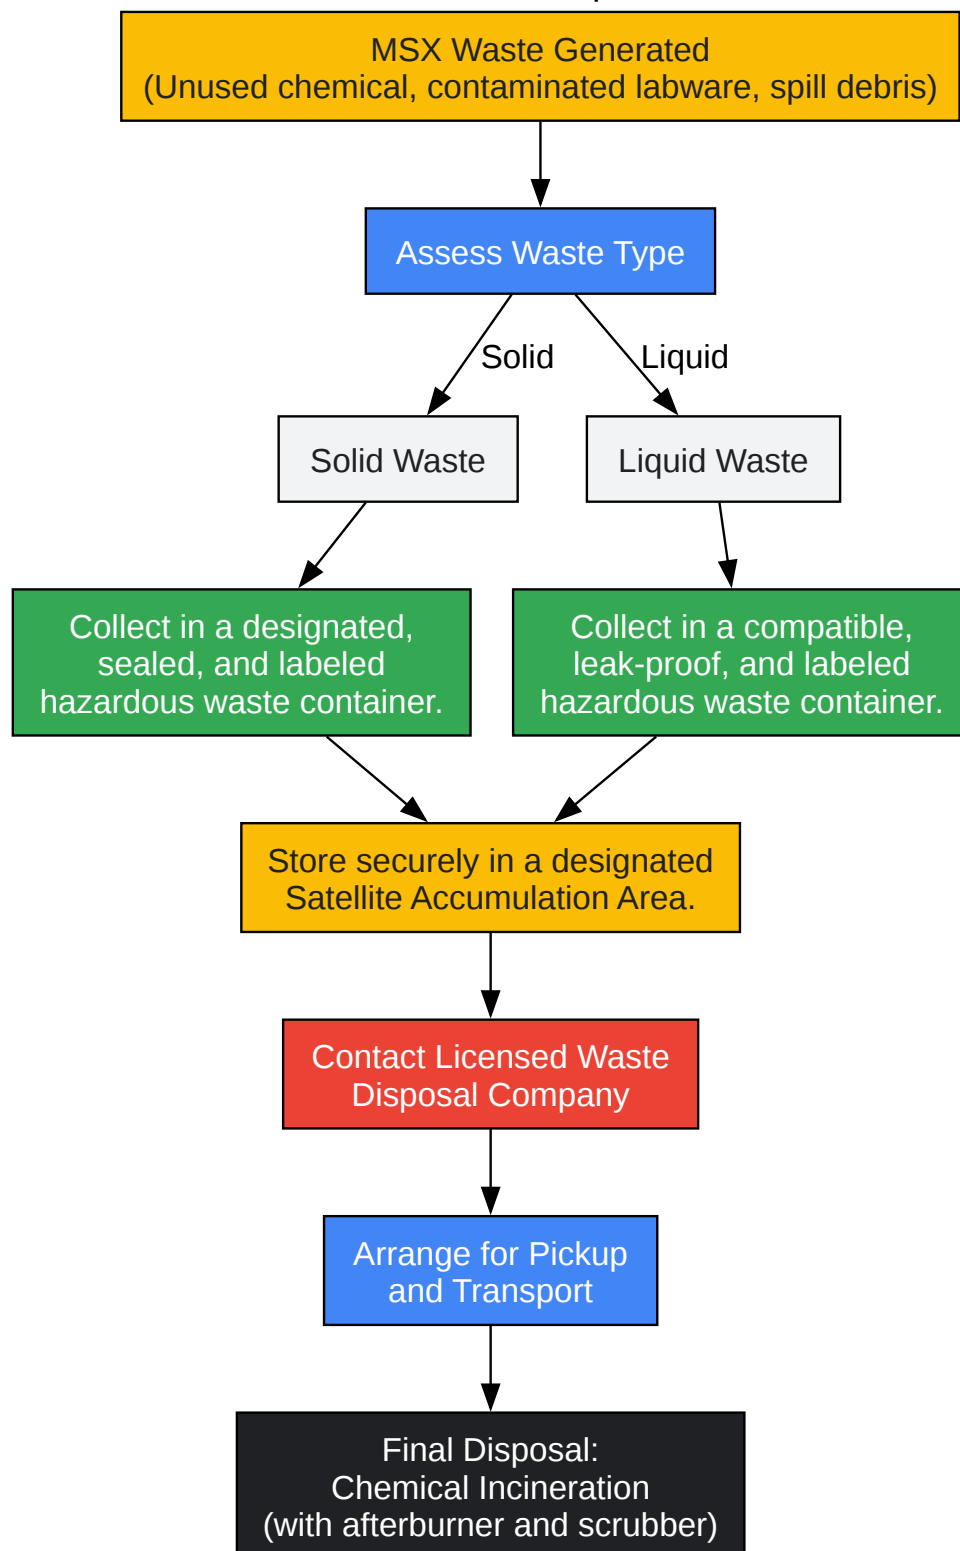 MSX Waste Generated
(Unused chemical, contaminated labware, spill debris)
Assess Waste Type
Solid
Liquid
Solid Waste
Liquid Waste
Collect in a designated,
sealed, and labeled
hazardous waste container.
Collect in a compatible,
leak-proof, and labeled
hazardous waste container.
Store securely in a designated
Satellite Accumulation Area.
Contact Licensed Waste
Disposal Company
Arrange for Pickup
and Transport
Final Disposal:
Chemical Incineration
(with afterburner and scrubber)